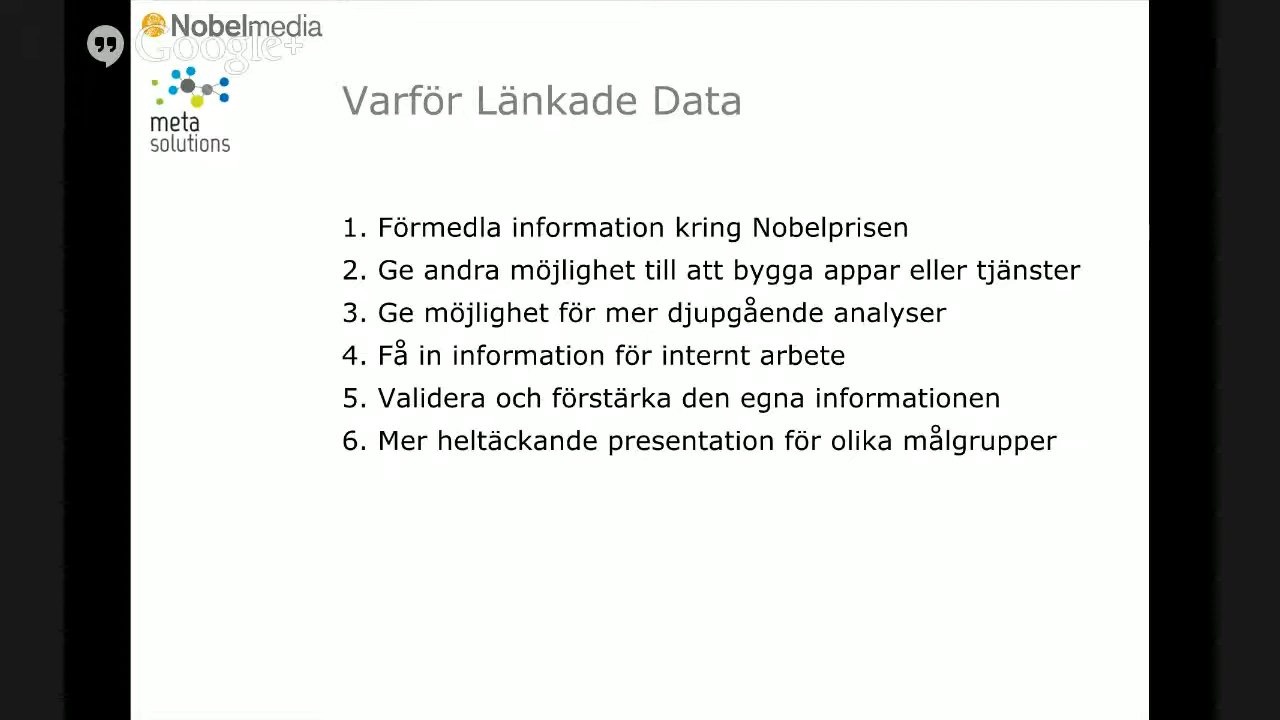 Nobelmedia
Google+
meta
solutions
Varför Länkade Data
1. Förmedla information kring Nobelprisen
2. Ge andra möjlighet till att bygga appar eller tjänster
3. Ge möjlighet för mer djupgående analyser
4. Få in information för internt arbete
5. Validera och förstärka den egna informationen
6. Mer heltäckande presentation för olika målgrupper